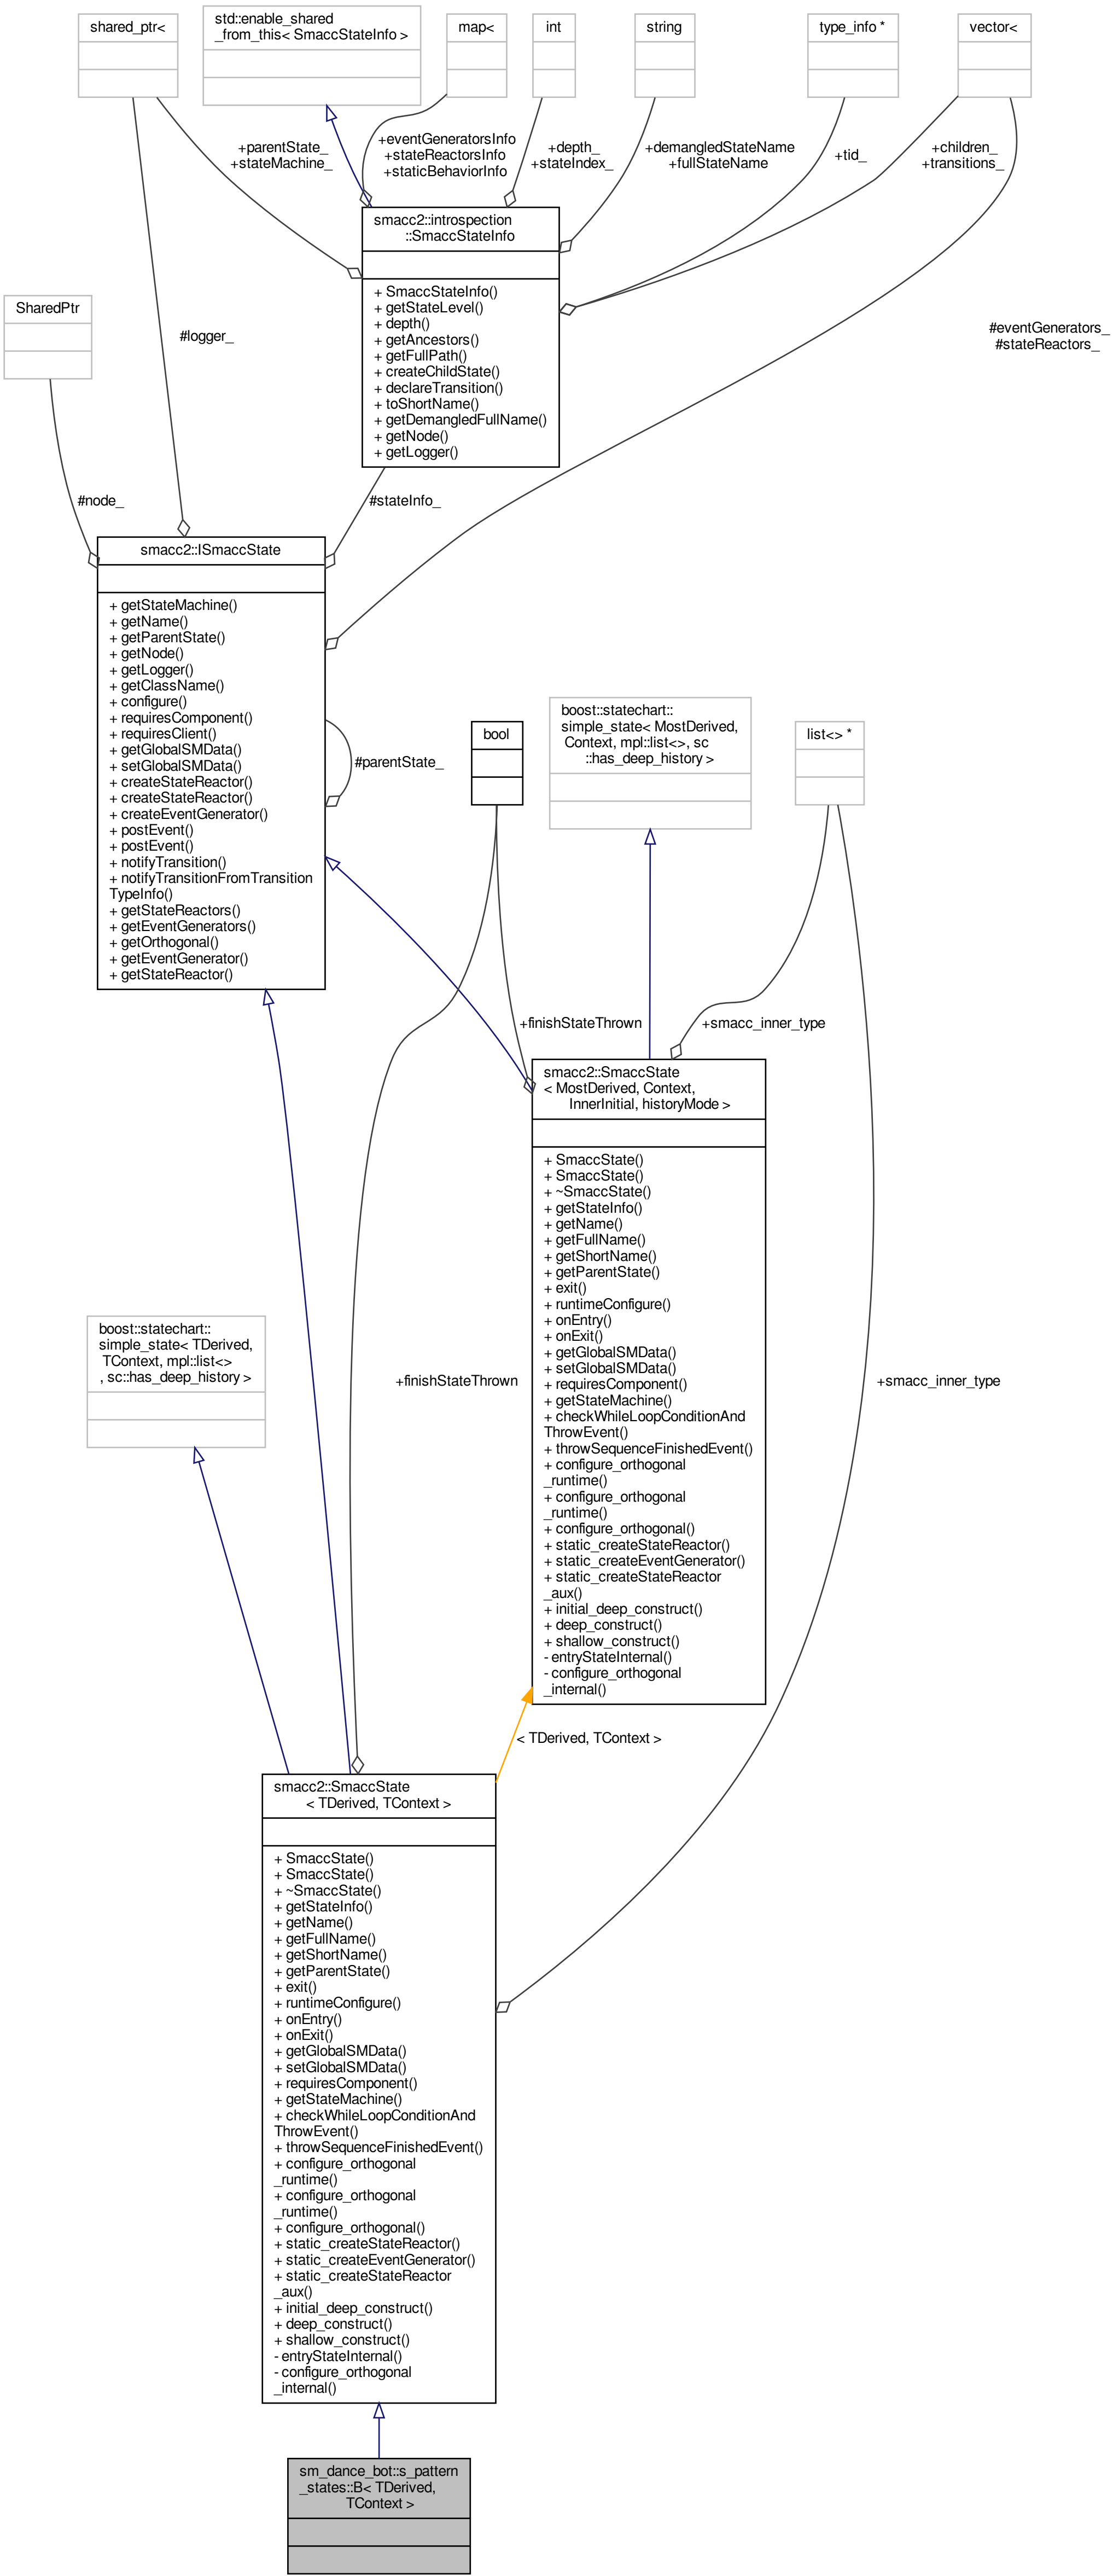 shared_ptr<
std::enable_shared
_from_this< SmaccStateInfo >
map<
int
string
type_info *
vector<
+parentState_
+stateMachine_
+eventGeneratorsInfo
+stateReactorsInfo
+staticBehaviorInfo
+depth_
+stateIndex_
+demangledStateName
+fullStateName
+tid_
+children_
+transitions_
smacc2::introspection
::SmaccStateInfo
+ SmaccStateInfo()
+ getStateLevel()
+ depth()
+ getAncestors()
+ getFullPath()
+ createChildState()
+ declareTransition()
+ toShortName()
+ getDemangledFullName()
+ getNode()
+ getLogger()
SharedPtr
#logger_
#eventGenerators_
#stateReactors_
#node_
#stateInfo_
smacc2::ISmaccState
+ getStateMachine()
+ getName()
+ getParentState()
+ getNode()
+ getLogger()
+ getClassName()
+ configure()
+ requiresComponent()
+ requiresClient()
+ getGlobalSMData()
+ setGlobalSMData()
+ createStateReactor()
+ createStateReactor()
+ createEventGenerator()
+ postEvent()
+ postEvent()
+ notifyTransition()
+ notifyTransitionFromTransition
TypeInfo()
+ getStateReactors()
+ getEventGenerators()
+ getOrthogonal()
+ getEventGenerator()
+ getStateReactor()
#parentState_
bool
boost::statechart::
simple_state< MostDerived,
Context, mpl::list<>, sc
::has_deep_history >
list<> *
+finishStateThrown
+smacc_inner_type
smacc2::SmaccState
< MostDerived, Context,
InnerInitial, historyMode >
+ SmaccState()
+ SmaccState()
+ ~SmaccState()
+ getStateInfo()
+ getName()
+ getFullName()
+ getShortName()
+ getParentState()
+ exit()
+ runtimeConfigure()
+ onEntry()
+ onExit()
+ getGlobalSMData()
+ setGlobalSMData()
+ requiresComponent()
+ getStateMachine()
+ checkWhileLoopConditionAnd
ThrowEvent()
+ throwSequenceFinishedEvent()
+ configure_orthogonal
_runtime()
+ configure_orthogonal
_runtime()
+ configure_orthogonal()
+ static_createStateReactor()
+ static_createEventGenerator()
+ static_createStateReactor
_aux()
+ initial_deep_construct()
+ deep_construct()
+ shallow_construct()
- entryStateInternal()
- configure_orthogonal
_internal()
boost::statechart::
simple_state< TDerived,
TContext, mpl::list<>
, sc::has_deep_history >
+finishStateThrown
+smacc_inner_type
< TDerived, TContext >
smacc2::SmaccState
< TDerived, TContext >
+ SmaccState()
+ SmaccState()
+ ~SmaccState()
+ getStateInfo()
+ getName()
+ getFullName()
+ getShortName()
+ getParentState()
+ exit()
+ runtimeConfigure()
+ onEntry()
+ onExit()
+ getGlobalSMData()
+ setGlobalSMData()
+ requiresComponent()
+ getStateMachine()
+ checkWhileLoopConditionAnd
ThrowEvent()
+ throwSequenceFinishedEvent()
+ configure_orthogonal
_runtime()
+ configure_orthogonal
_runtime()
+ configure_orthogonal()
+ static_createStateReactor()
+ static_createEventGenerator()
+ static_createStateReactor
_aux()
+ initial_deep_construct()
+ deep_construct()
+ shallow_construct()
- entryStateInternal()
- configure_orthogonal
_internal()
sm_dance_bot::s_pattern
_states::B< TDerived,
TContext >